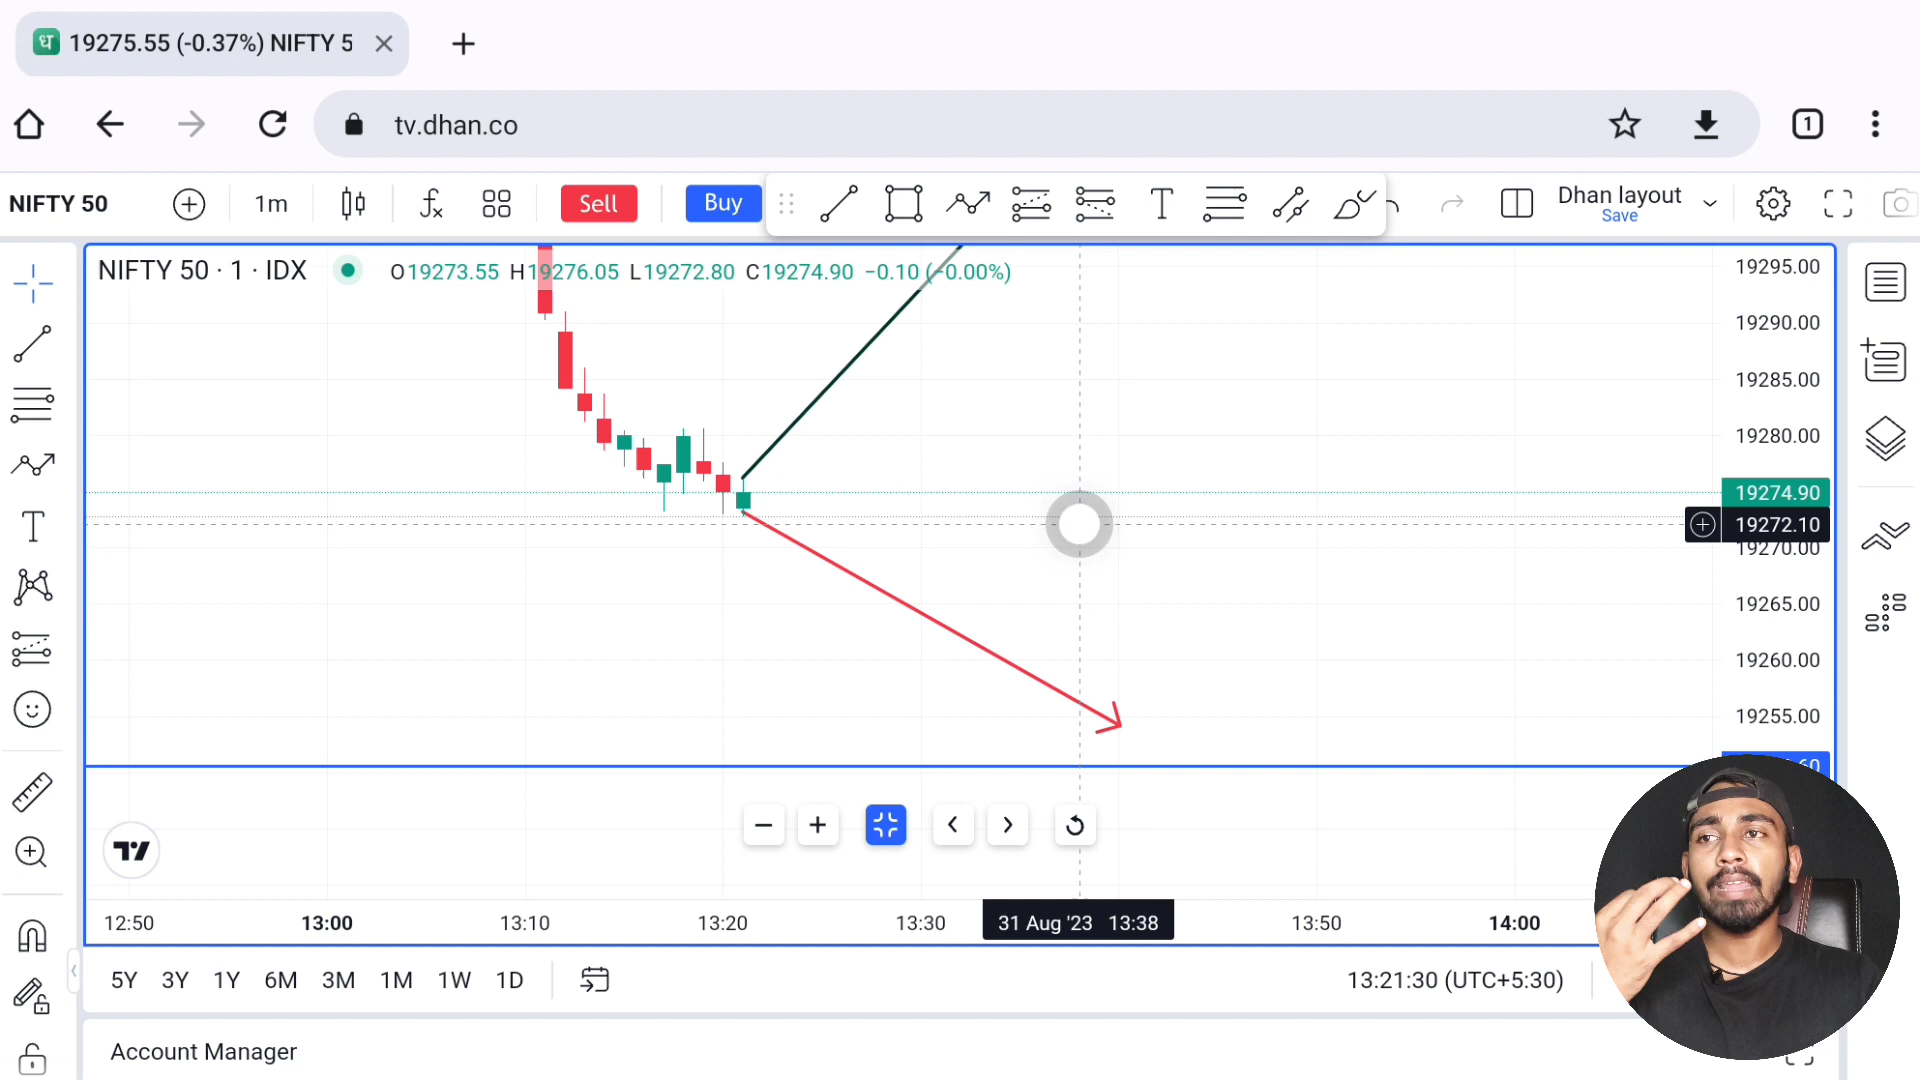 ध 19275.55 (-0.37%) NIFTY 5
tv.dhan.co
1
NIFTY 50
1m
Sell
Buy
Dhan layout
Save
NIFTY 50 · 1 · IDX
O19273.55 H19276.05 L19272.80 C19274.90 −0.10 (−0.00%)
19295.00
19290.00
19285.00
19280.00
19274.90
19272.10
19270.00
19265.00
19260.00
19255.00
12:50
13:00
13:10
13:20
13:30
31 Aug '23 13:38
13:50
14:00
5Y 3Y 1Y 6M 3M 1M 1W 1D
13:21:30 (UTC+5:30)
Account Manager